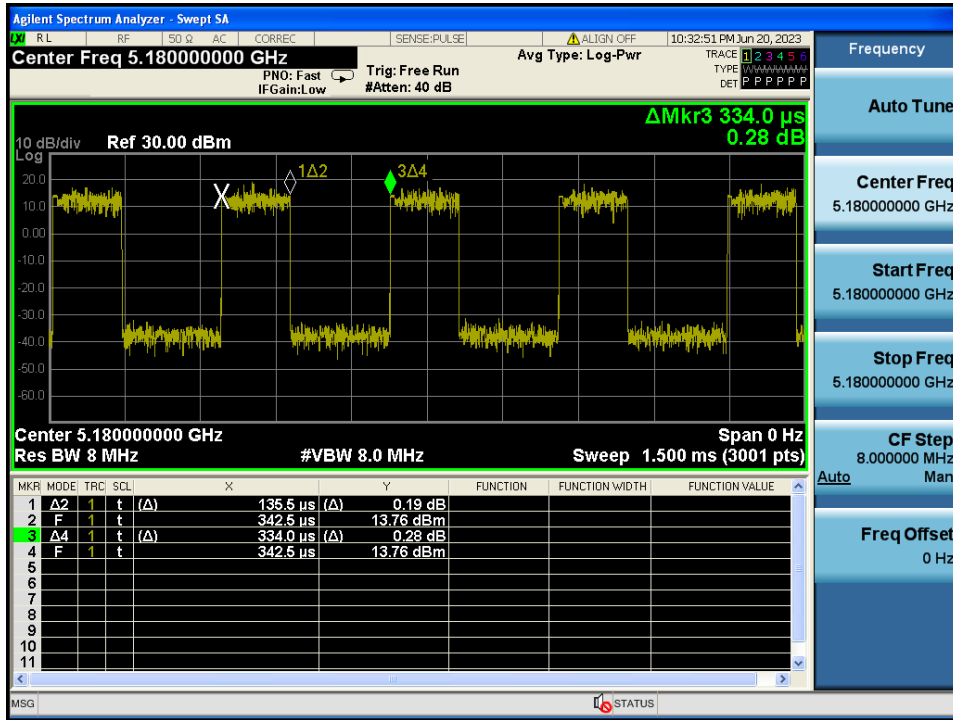 Agilent Spectrum Analyzer - Swept SA
LXI RL RF 50 Ω AC CORREC SENSE:PULSE ALIGN OFF 10:32:51 PM Jun 20, 2023
Center Freq 5.180000000 GHz
PNO: Fast
IFGain:Low
Trig: Free Run
#Atten: 40 dB
Avg Type: Log-Pwr
TRACE 1 2 3 4 5 6
TYPE WWWWWW
DET P P P P P P
ΔMkr3 334.0 µs
0.28 dB
10 dB/div Ref 30.00 dBm
Log
1Δ2
3Δ4
X
20.0
10.0
0.00
-10.0
-20.0
-30.0
-40.0
-50.0
-60.0
Center 5.180000000 GHz Span 0 Hz
Res BW 8 MHz #VBW 8.0 MHz Sweep 1.500 ms (3001 pts)
MKR MODE TRC SCL X Y FUNCTION FUNCTION WIDTH FUNCTION VALUE
1 Δ2 1 t (Δ) 135.5 µs (Δ) 0.19 dB
2 F 1 t 342.5 µs 13.76 dBm
3 Δ4 1 t (Δ) 334.0 µs (Δ) 0.28 dB
4 F 1 t 342.5 µs 13.76 dBm
5
6
7
8
9
10
11
MSG STATUS
Frequency
Auto Tune
Center Freq
5.180000000 GHz
Start Freq
5.180000000 GHz
Stop Freq
5.180000000 GHz
CF Step
8.000000 MHz
Auto Man
Freq Offset
0 Hz